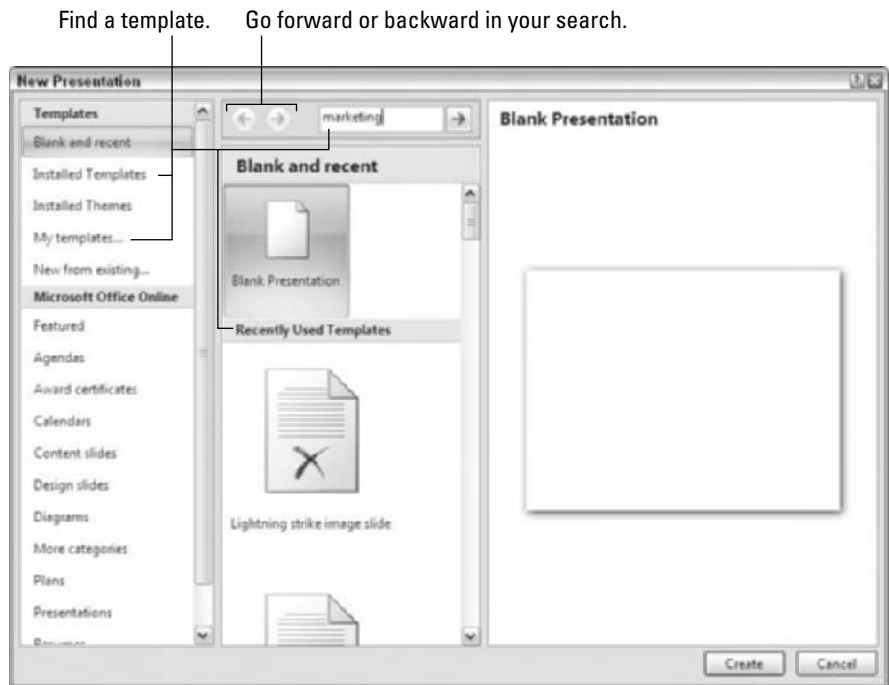 Find a template.
Go forward or backward in your search.
New Presentation
Templates
Blank and recent
Installed Templates
Installed Themes
My templates...
New from existing...
Microsoft Office Online
Featured
Agendas
Award certificates
Calendars
Content slides
Design slides
Diagrams
More categories
Plans
Presentations
Resumes
marketing
Blank and recent
Blank Presentation
Recently Used Templates
Lightning strike image slide
Blank Presentation
Create
Cancel